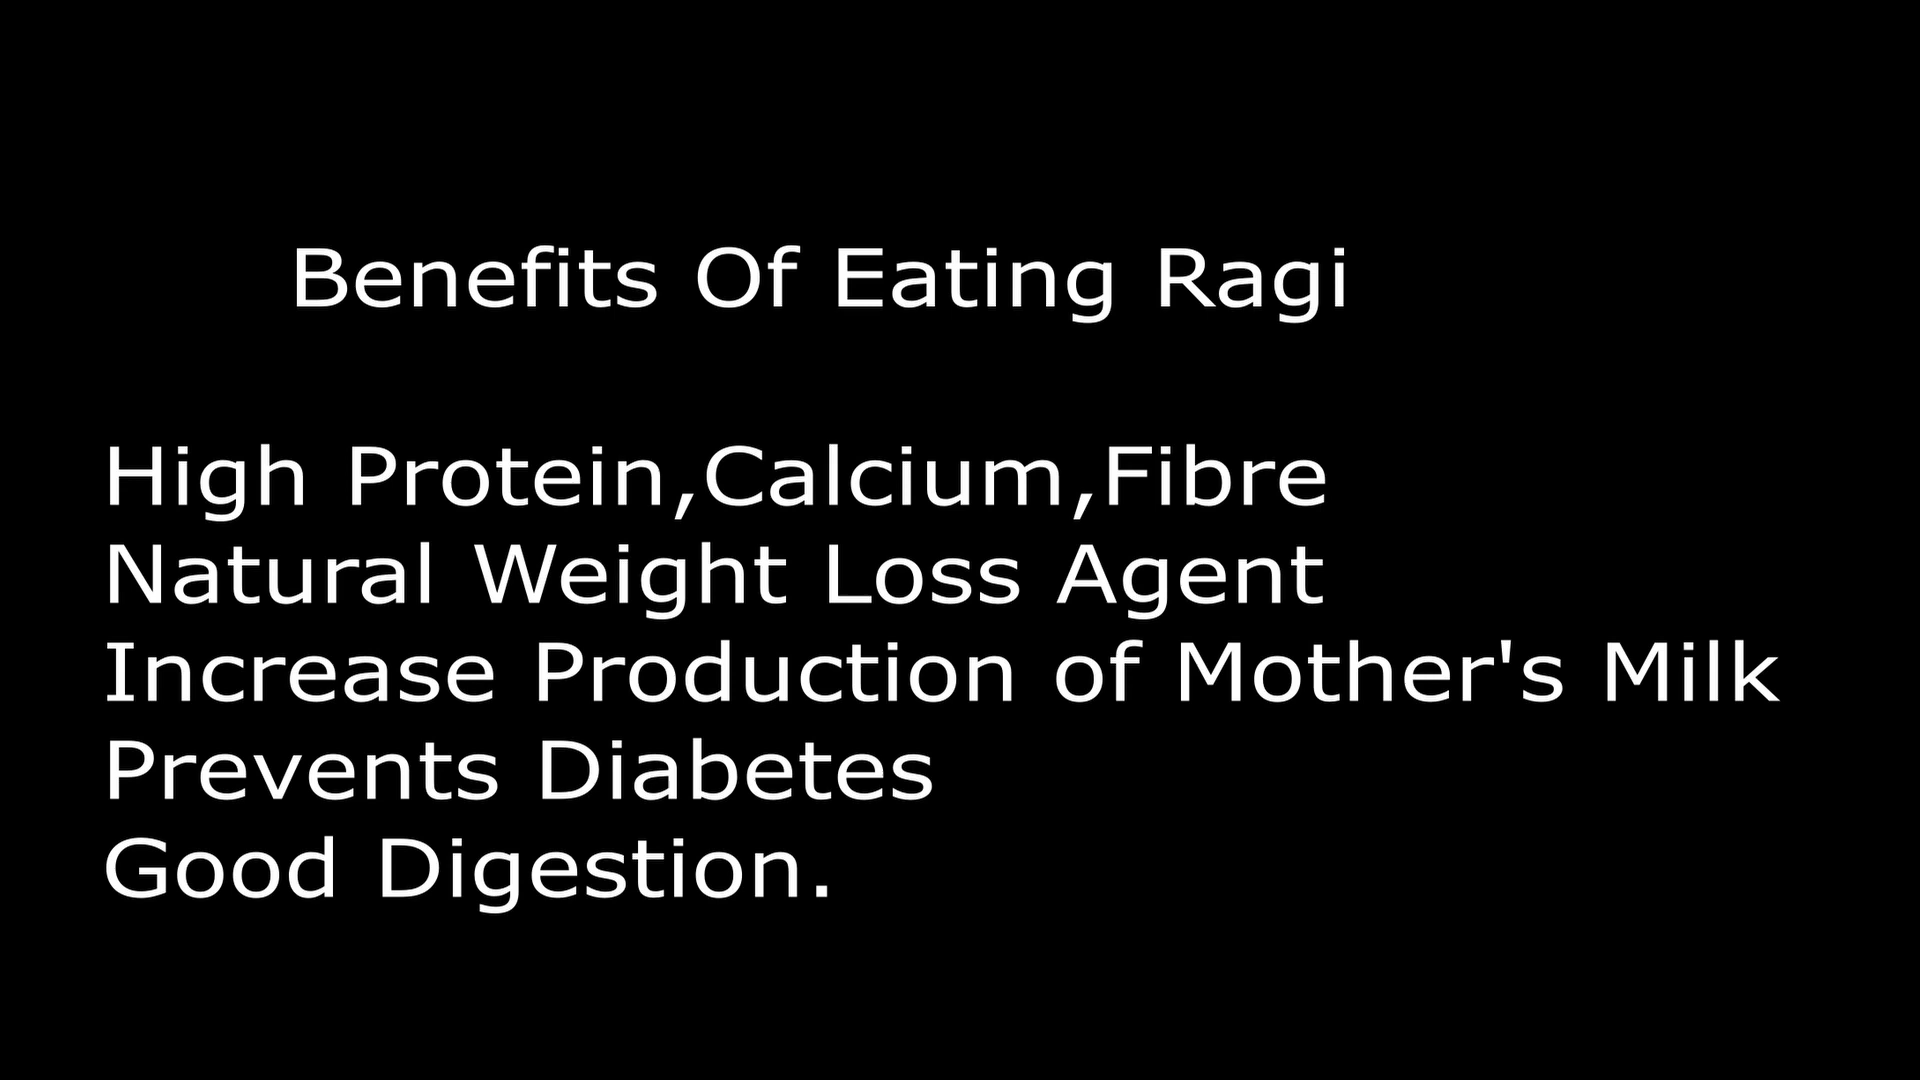 Benefits Of Eating Ragi
High Protein,Calcium,Fibre
Natural Weight Loss Agent
Increase Production of Mother's Milk
Prevents Diabetes
Good Digestion.